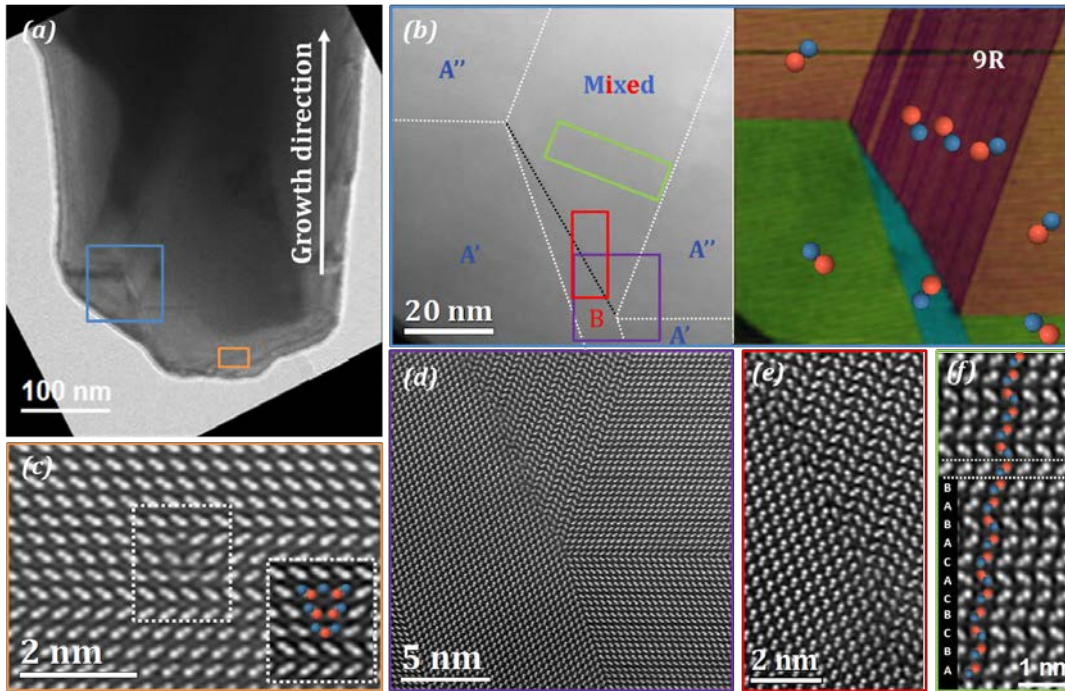 (a)
Growth direction
100 nm
(b)
A''
Mixed
A'
A''
B
A'
20 nm
9R
(c)
2 nm
(d)
5 nm
(e)
2 nm
(f)
B
A
B
A
C
A
C
B
C
B
A
1 nm